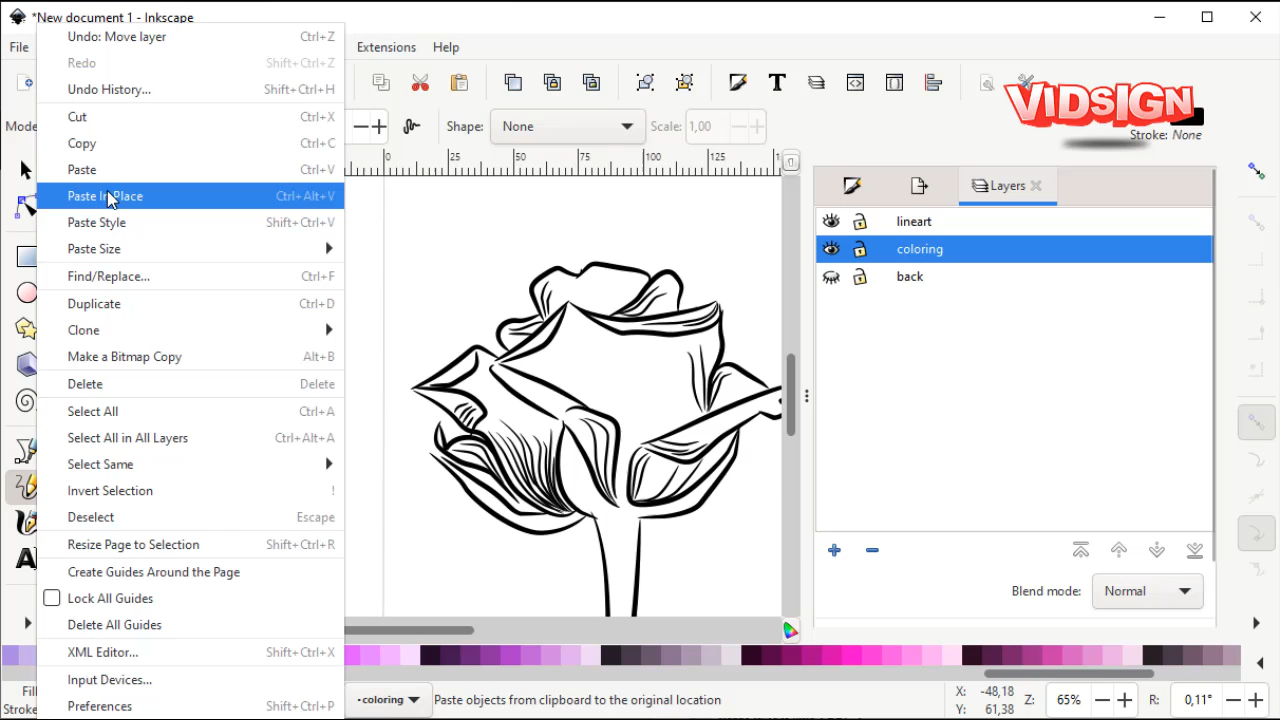 *New document 1 - Inkscape
File
Extensions
Help
Undo: Move layer Ctrl+Z
Redo Shift+Ctrl+Z
Undo History... Shift+Ctrl+H
Cut Ctrl+X
Copy Ctrl+C
Paste Ctrl+V
Paste In Place Ctrl+Alt+V
Paste Style Shift+Ctrl+V
Paste Size
Find/Replace... Ctrl+F
Duplicate Ctrl+D
Clone
Make a Bitmap Copy Alt+B
Delete Delete
Select All Ctrl+A
Select All in All Layers Ctrl+Alt+A
Select Same
Invert Selection !
Deselect Escape
Resize Page to Selection Shift+Ctrl+R
Create Guides Around the Page
Lock All Guides
Delete All Guides
XML Editor... Shift+Ctrl+X
Input Devices...
Preferences Shift+Ctrl+P
Shape: None Scale: 1,00
VIDSIGN
Stroke: None
0 25 50 75 100 125
Layers
lineart
coloring
back
Blend mode: Normal
coloring
Paste objects from clipboard to the original location
X: -48,18
Y: 61,38
Z: 65%
R: 0,11°